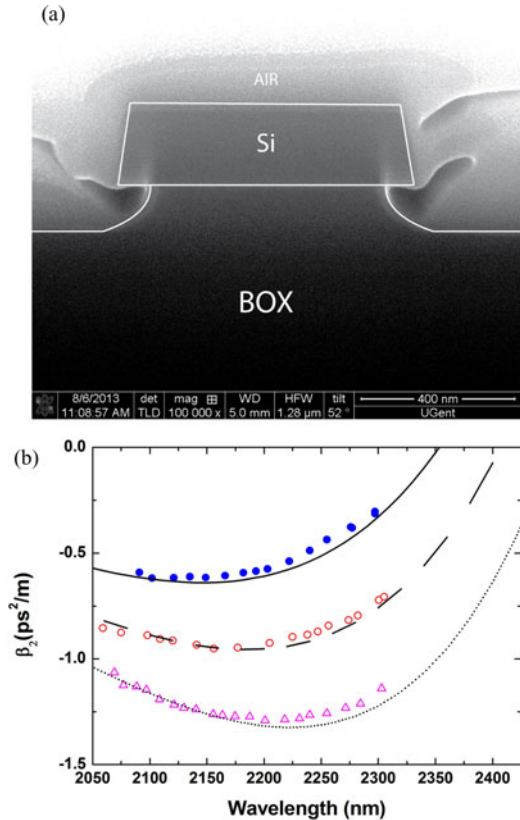 (a)
AIR
Si
BOX
8/6/2013 det mag WD HFW tilt 400 nm
11:08:57 AM TLD 100 000 x 5.0 mm 1.28 µm 52 ° UGent
(b)
0.0
-0.5
-1.0
-1.5
β2(ps²/m)
2050 2100 2150 2200 2250 2300 2350 2400
Wavelength (nm)